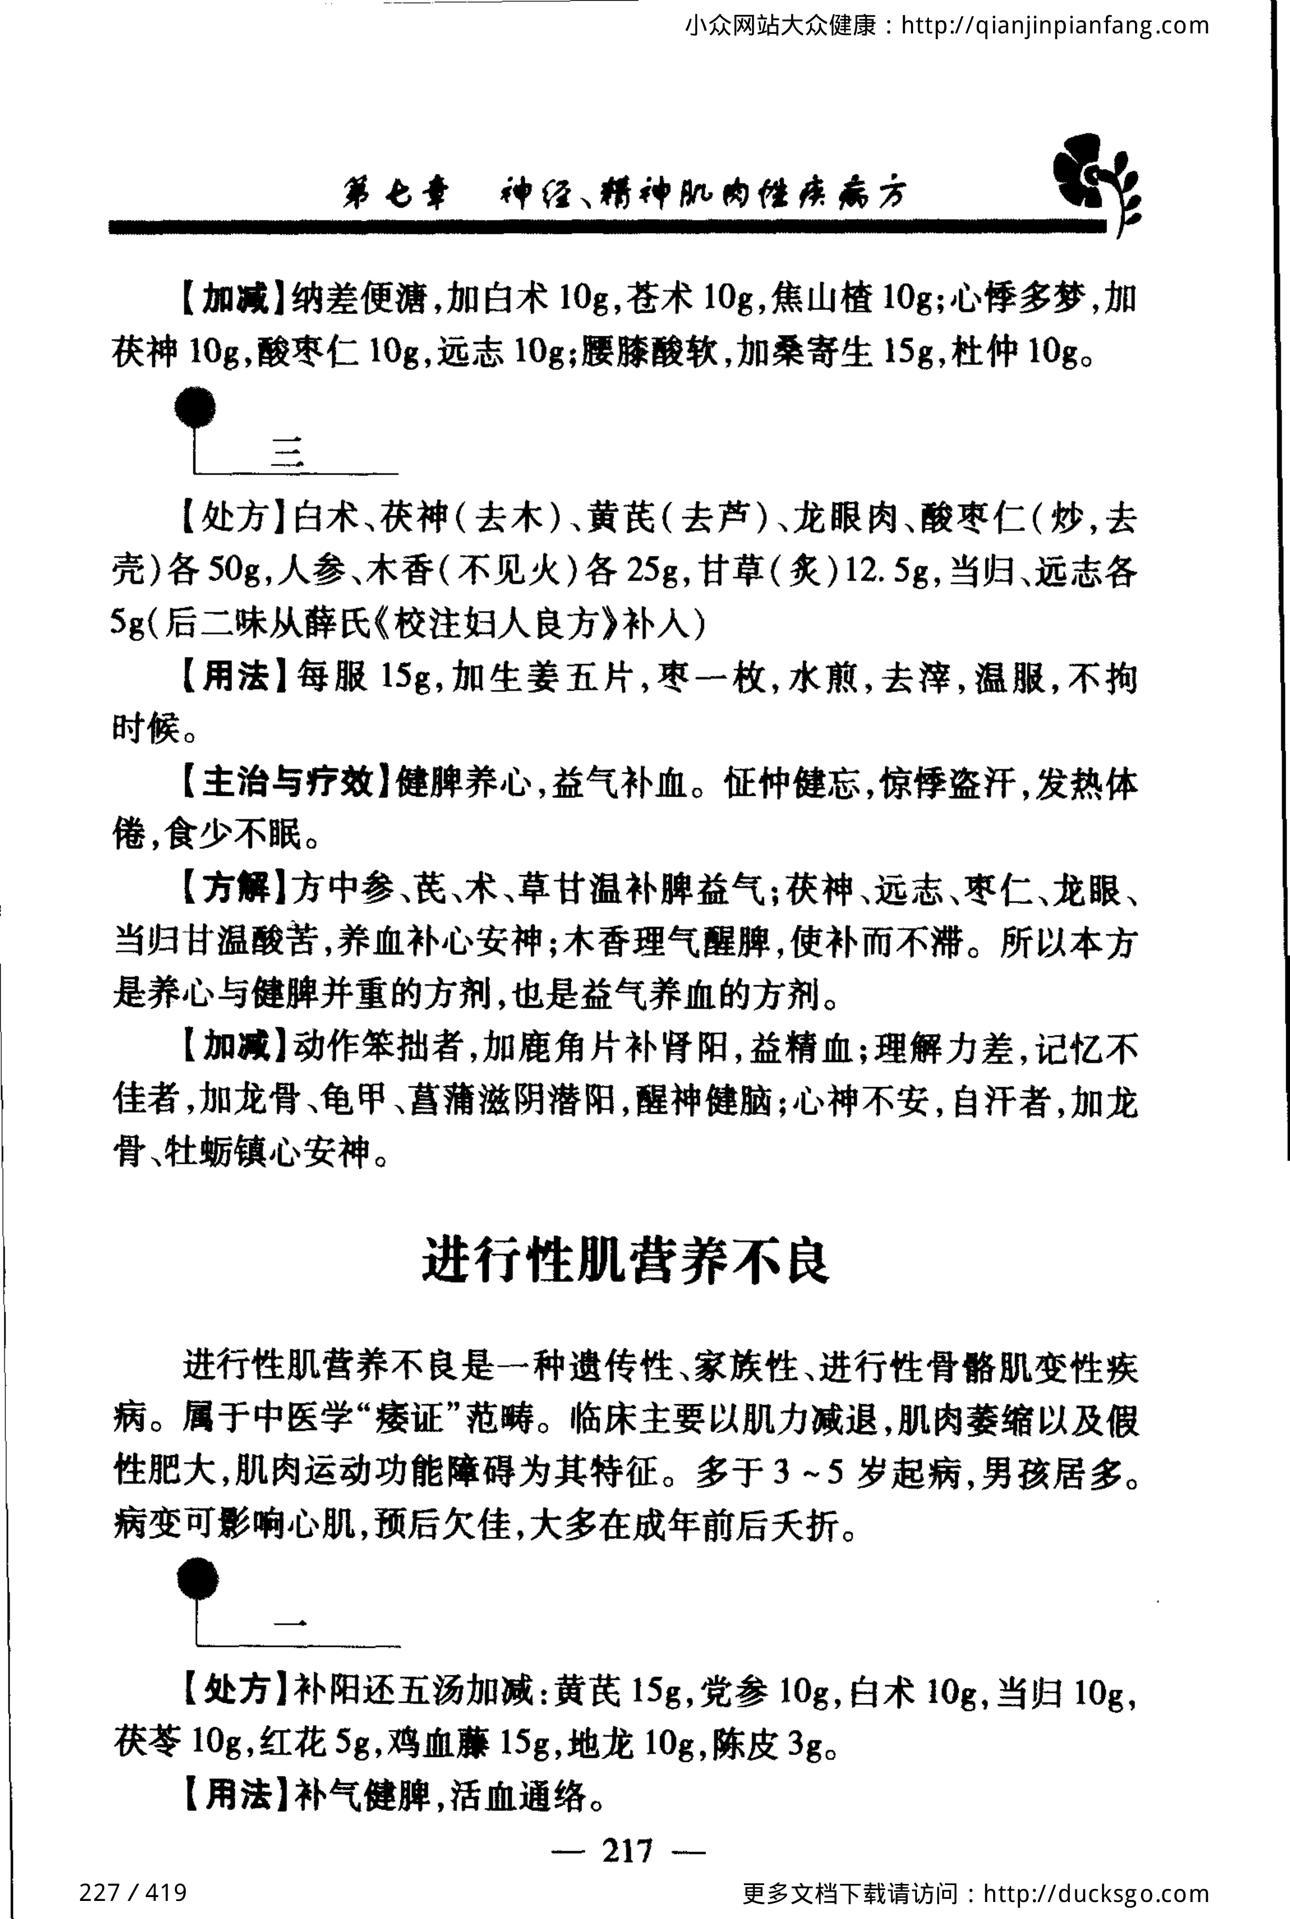 小众网站大众健康：http://qianjinpianfang.com
第七章 神经、精神肌肉性疾病方
【加减】纳差便溏,加白术10g,苍术10g,焦山楂10g;心悸多梦,加
茯神10g,酸枣仁10g,远志10g;腰膝酸软,加桑寄生15g,杜仲10g。
三
【处方】白术、茯神(去木)、黄芪(去芦)、龙眼肉、酸枣仁(炒,去
壳)各50g,人参、木香(不见火)各25g,甘草(炙)12.5g,当归、远志各
5g(后二味从薛氏《校注妇人良方》补入)
【用法】每服15g,加生姜五片,枣一枚,水煎,去滓,温服,不拘
时候。
【主治与疗效】健脾养心,益气补血。怔忡健忘,惊悸盗汗,发热体
倦,食少不眠。
【方解】方中参、芪、术、草甘温补脾益气;茯神、远志、枣仁、龙眼、
当归甘温酸苦,养血补心安神;木香理气醒脾,使补而不滞。所以本方
是养心与健脾并重的方剂,也是益气养血的方剂。
【加减】动作笨拙者,加鹿角片补肾阳,益精血;理解力差,记忆不
佳者,加龙骨、龟甲、菖蒲滋阴潜阳,醒神健脑;心神不安,自汗者,加龙
骨、牡蛎镇心安神。
进行性肌营养不良
进行性肌营养不良是一种遗传性、家族性、进行性骨骼肌变性疾
病。属于中医学“痿证”范畴。临床主要以肌力减退,肌肉萎缩以及假
性肥大,肌肉运动功能障碍为其特征。多于3~5岁起病,男孩居多。
病变可影响心肌,预后欠佳,大多在成年前后夭折。
一
【处方】补阳还五汤加减:黄芪15g,党参10g,白术10g,当归10g,
茯苓10g,红花5g,鸡血藤15g,地龙10g,陈皮3g。
【用法】补气健脾,活血通络。
— 217 —
227 / 419
更多文档下载请访问：http://ducksgo.com